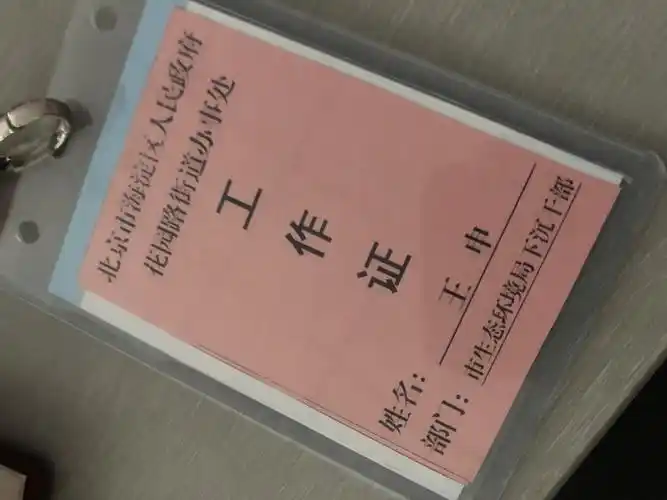 北京市海淀区人民政府
花园路街道办事处
工作证
姓名：王申
部门：市生态环境局下沉干部